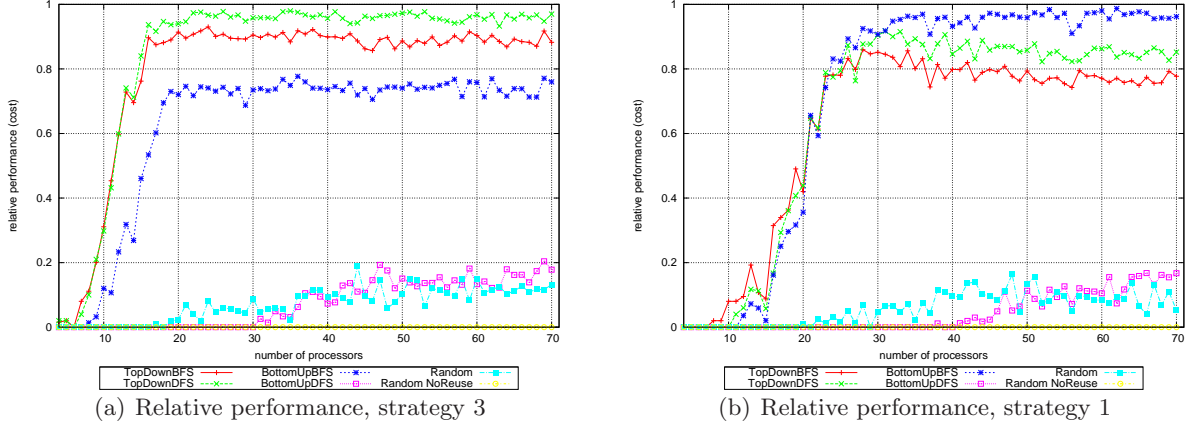 1
0.8
0.6
0.4
0.2
0
relative performance (cost)
10 20 30 40 50 60 70
number of processors
TopDownBFS BottomUpBFS Random
TopDownDFS BottomUpDFS Random NoReuse
(a) Relative performance, strategy 3
1
0.8
0.6
0.4
0.2
0
relative performance (cost)
10 20 30 40 50 60 70
number of processors
TopDownBFS BottomUpBFS Random
TopDownDFS BottomUpDFS Random NoReuse
(b) Relative performance, strategy 1